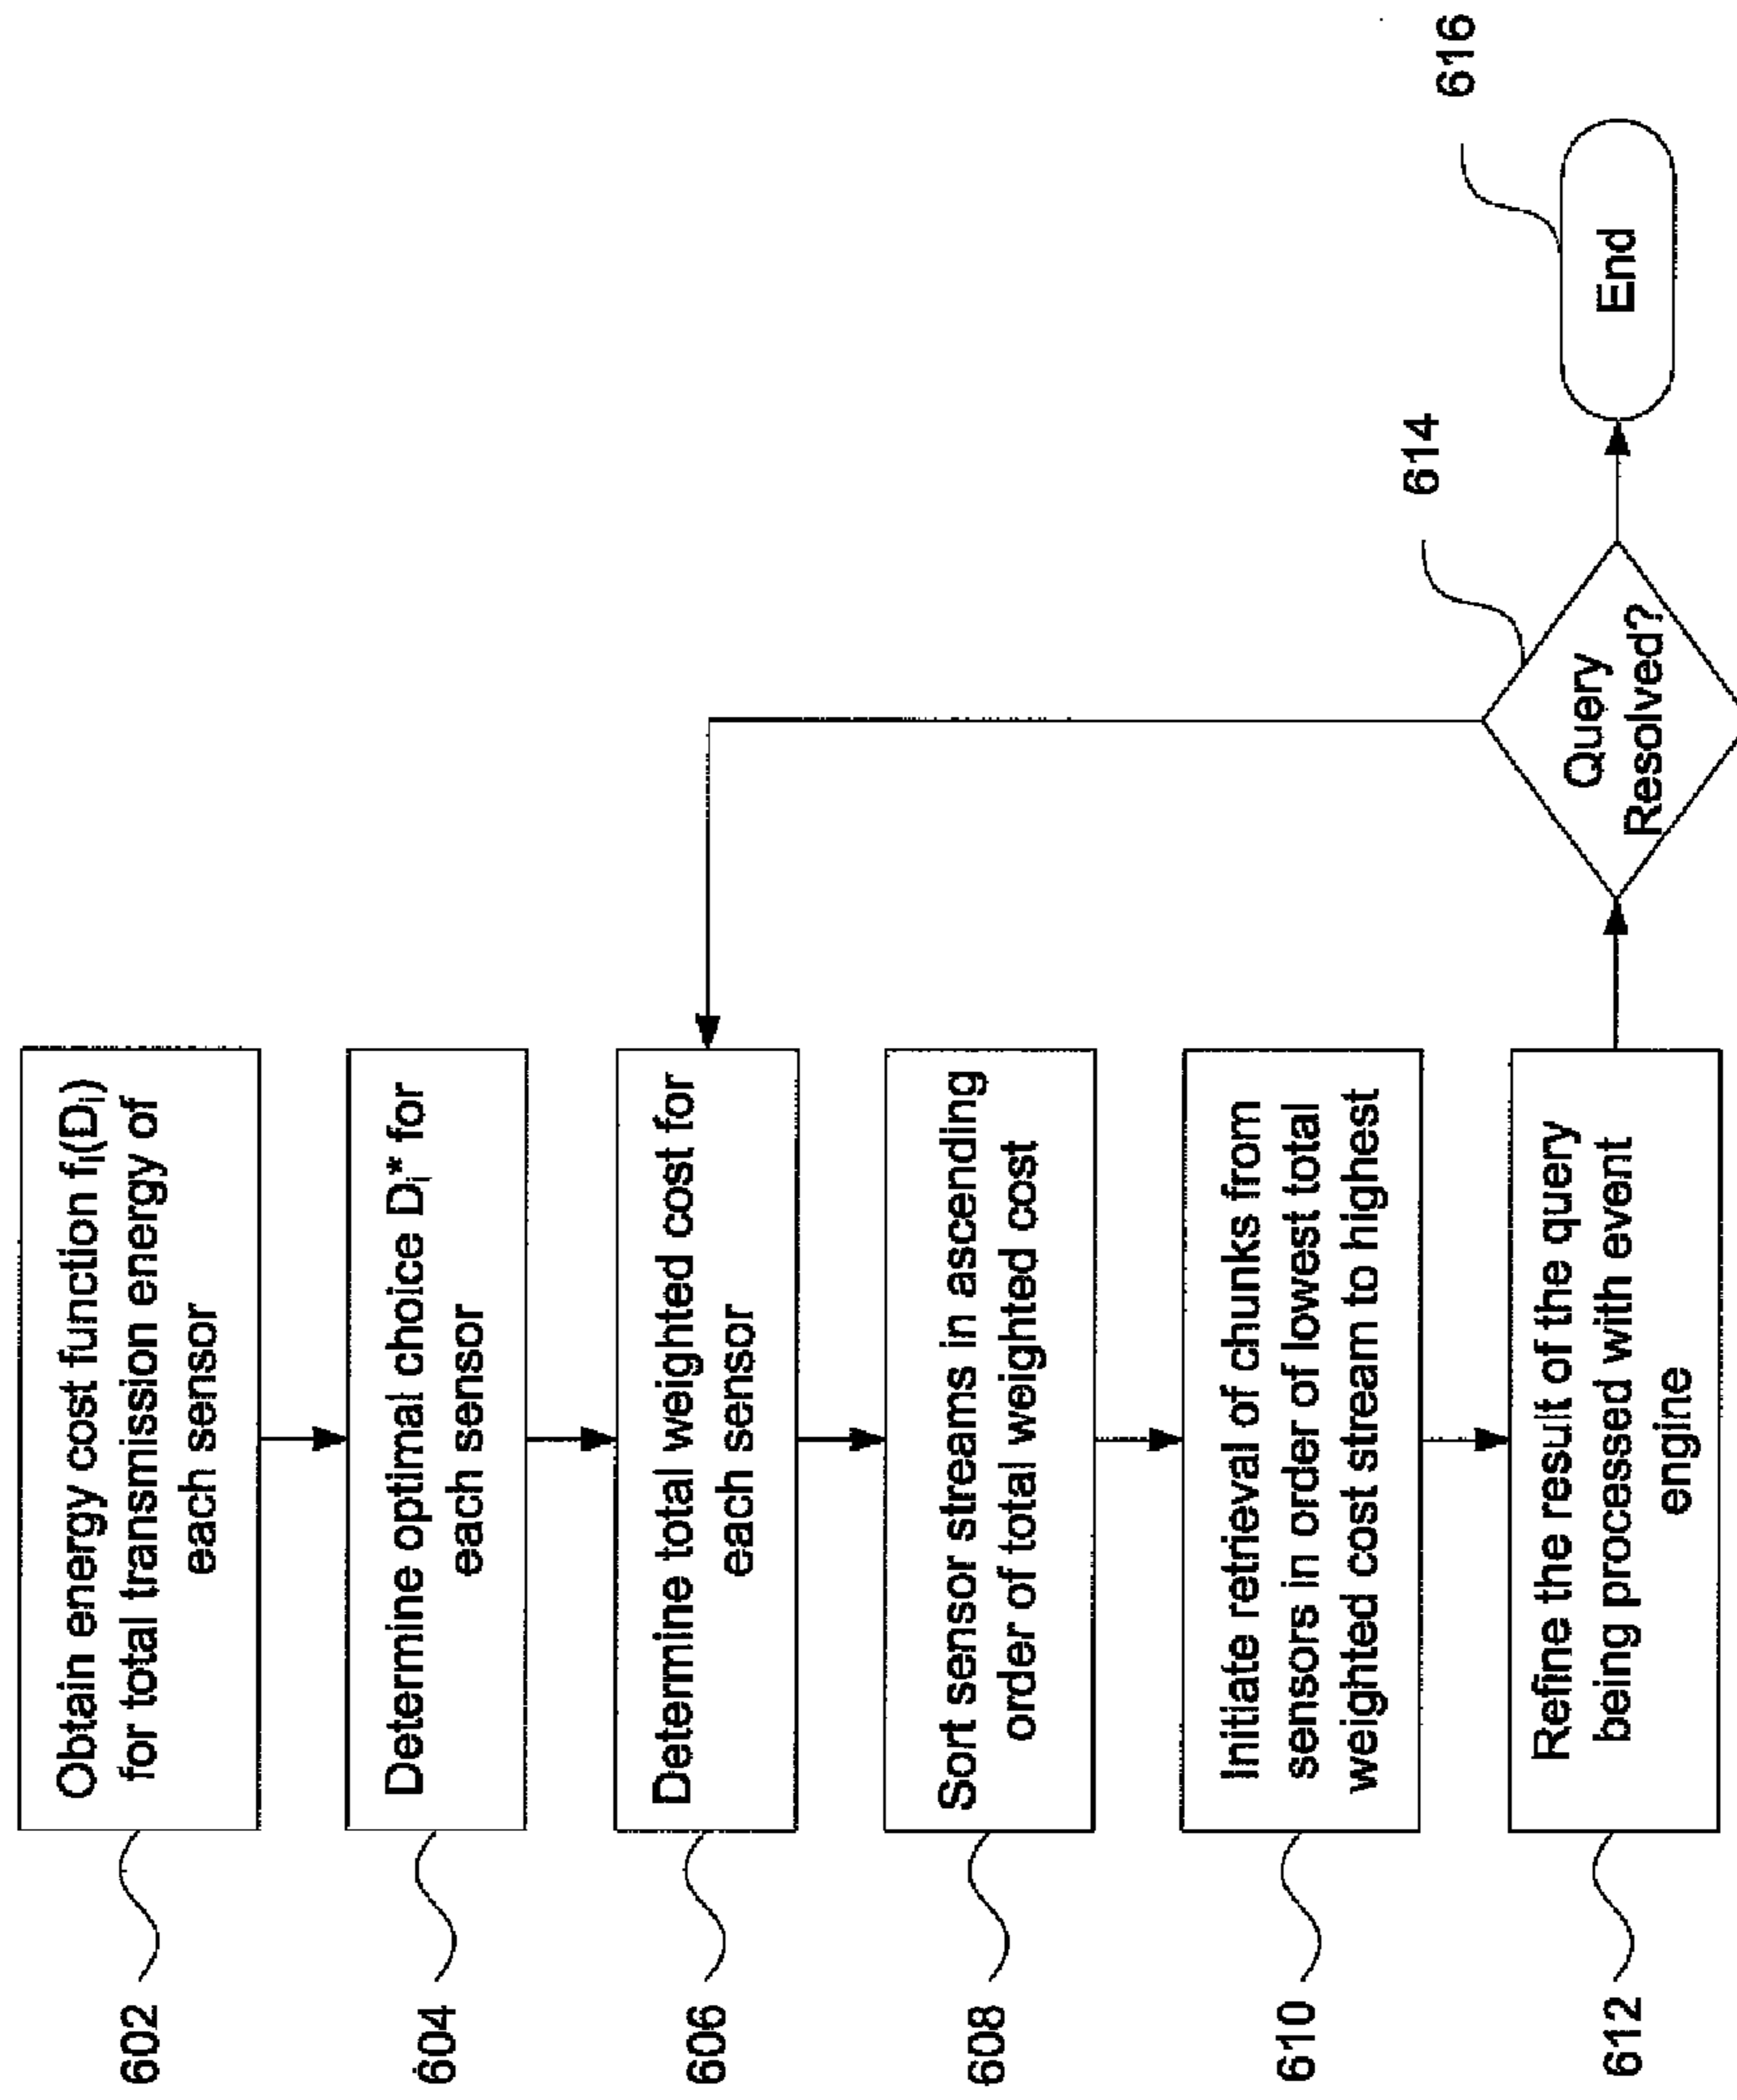 602
Obtain energy cost function fᵢ(Dᵢ)
for total transmission energy of
each sensor
604
Determine optimal choice Dᵢ* for
each sensor
606
Determine total weighted cost for
each sensor
608
Sort sensor streams in ascending
order of total weighted cost
610
Initiate retrieval of chunks from
sensors in order of lowest total
weighted cost stream to highest
612
Refine the result of the query
being processed with event
engine
614
Query
Resolved?
616
End